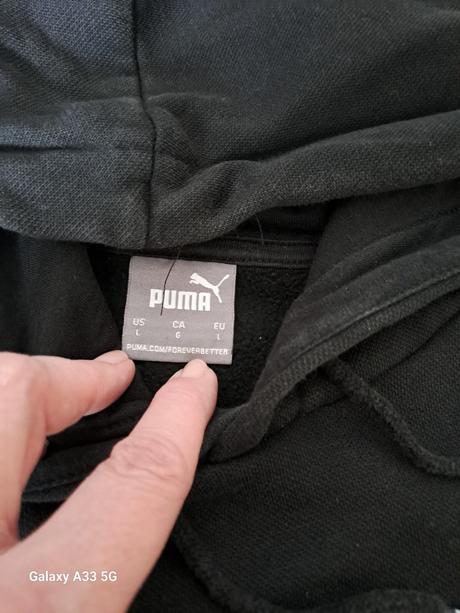 PUMA
US CA EU
L G L
PUMA.COM/FOREVERBETTER
Galaxy A33 5G